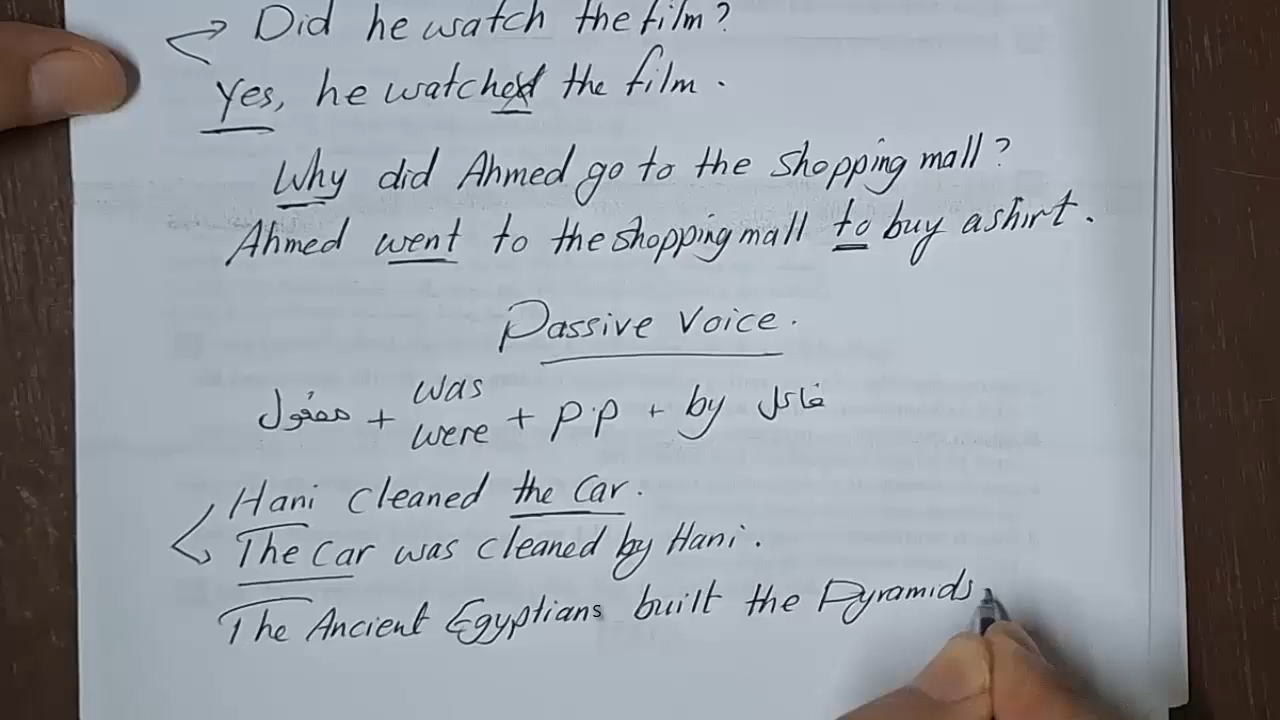 Did he watch the film?
Yes, he watched the film.
Why did Ahmed go to the shopping mall?
Ahmed went to the shopping mall to buy a shirt.
Passive Voice.
مفعول + was were + p.p + by فاعل
Hani cleaned the car.
The car was cleaned by Hani.
The Ancient Egyptians built the Pyramids.